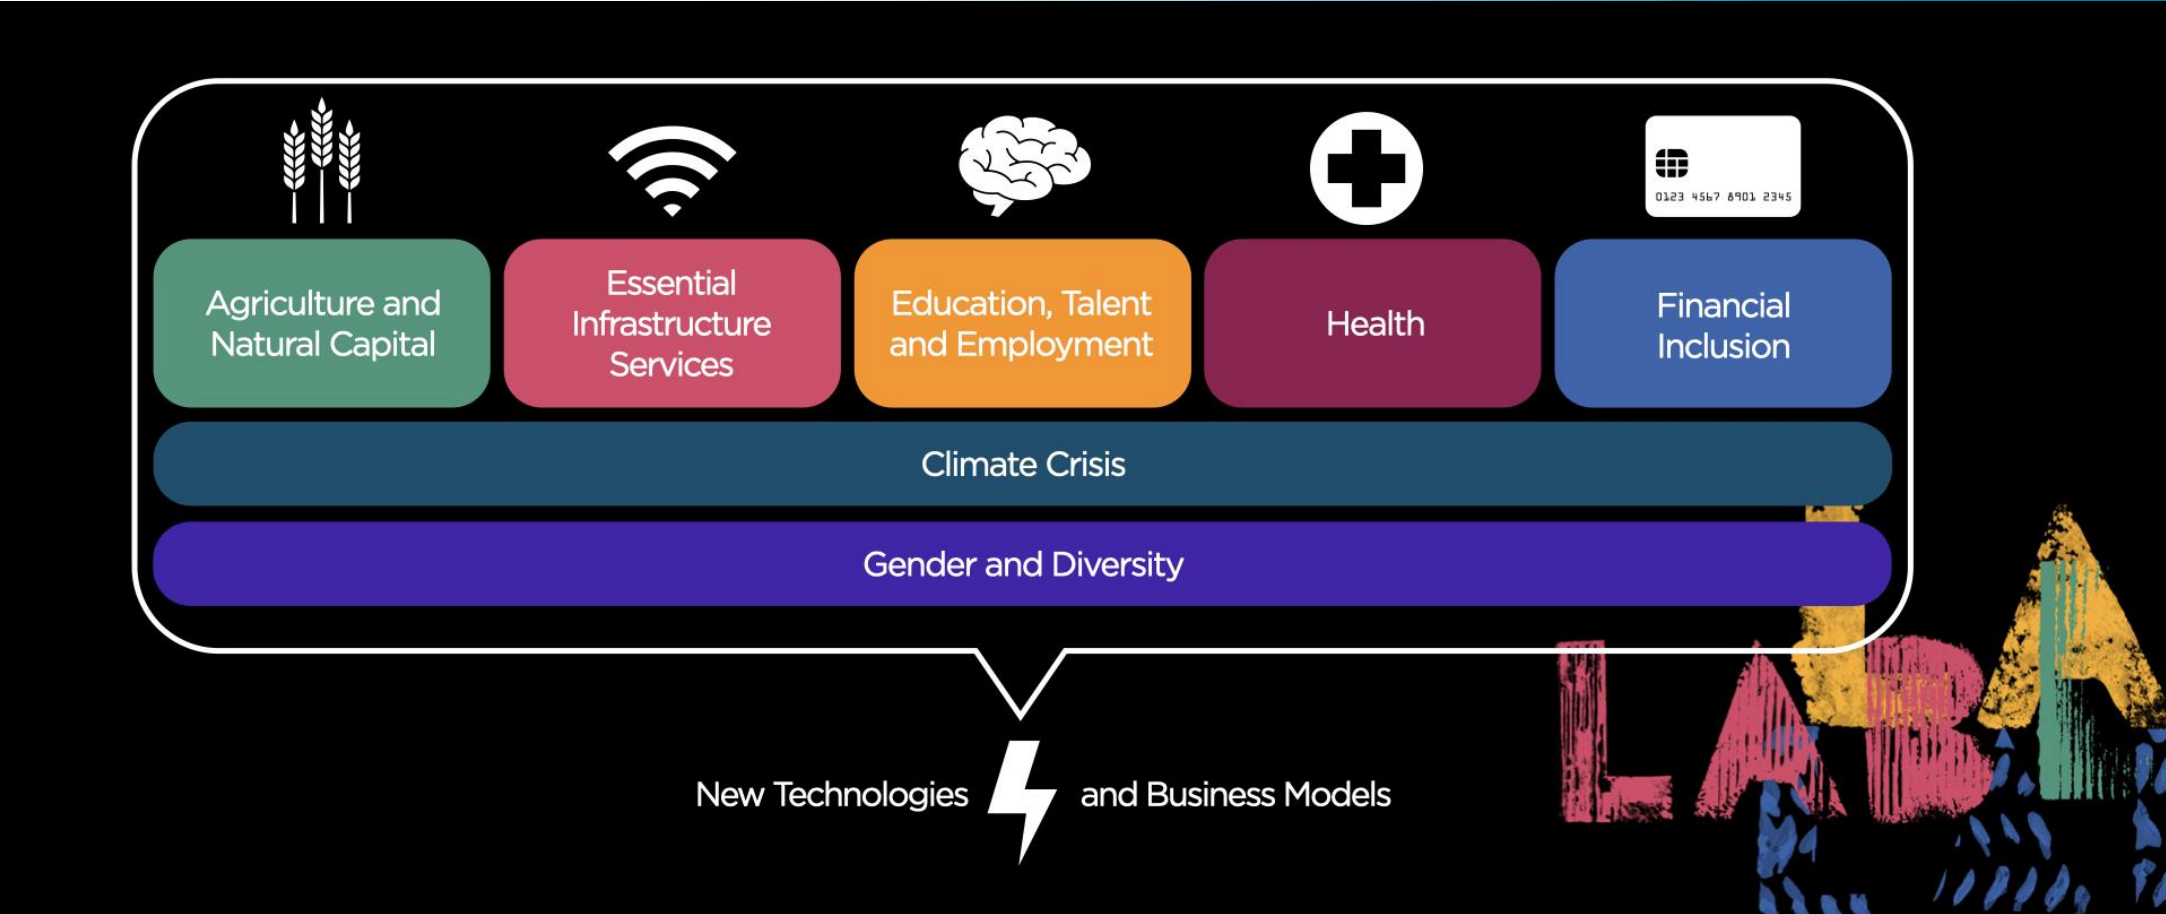 0123 4567 8901 2345
Agriculture and
Natural Capital
Essential
Infrastructure
Services
Education, Talent
and Employment
Health
Financial
Inclusion
Climate Crisis
Gender and Diversity
New Technologies and Business Models
LAB